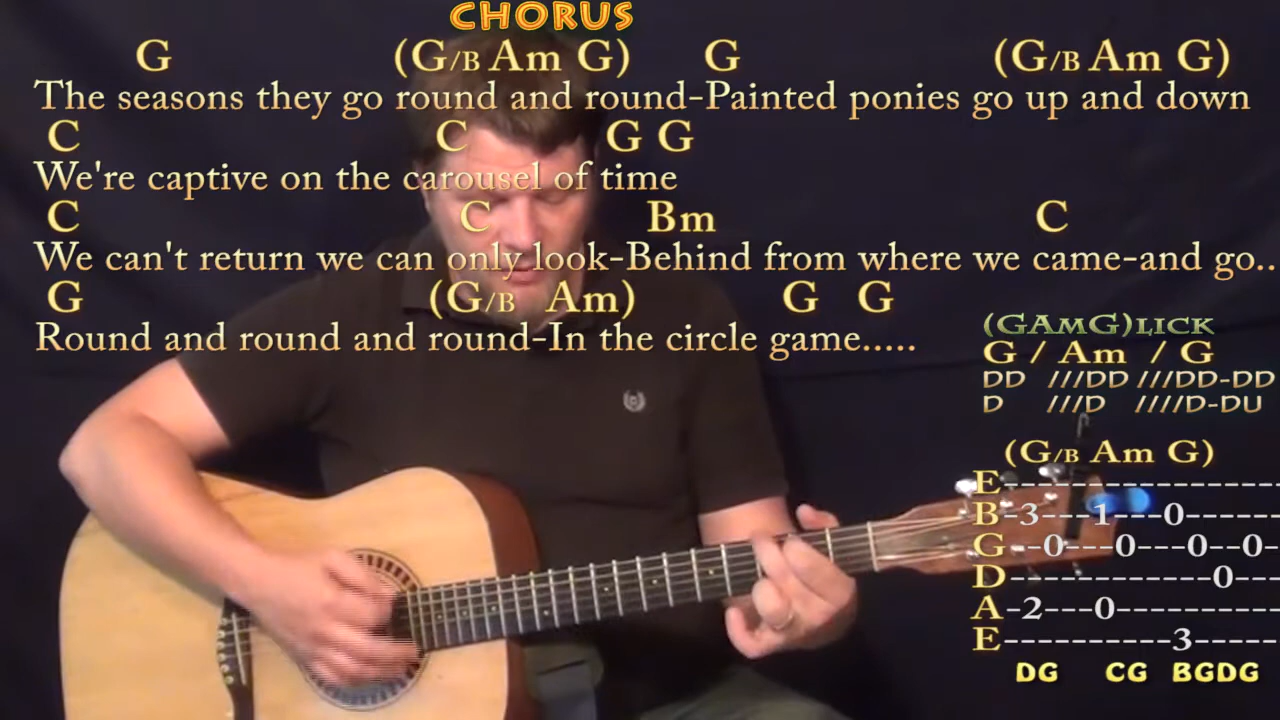 CHORUS
G (G/B Am G) G (G/B Am G)
The seasons they go round and round-Painted ponies go up and down
C C G G
We're captive on the carousel of time
C C Bm C
We can't return we can only look-Behind from where we came-and go..
G (G/B Am) G G
Round and round and round-In the circle game.....
(GAmG)LICK
G / Am / G
DD ///DD ///DD-DD
D ///D ////D-DU
(G/B Am G)
E------------------
B-3---1---0------
G--0---0---0--0-
D-------------0---
A-2---0----------
E-----------3-----
DG CG BGDG